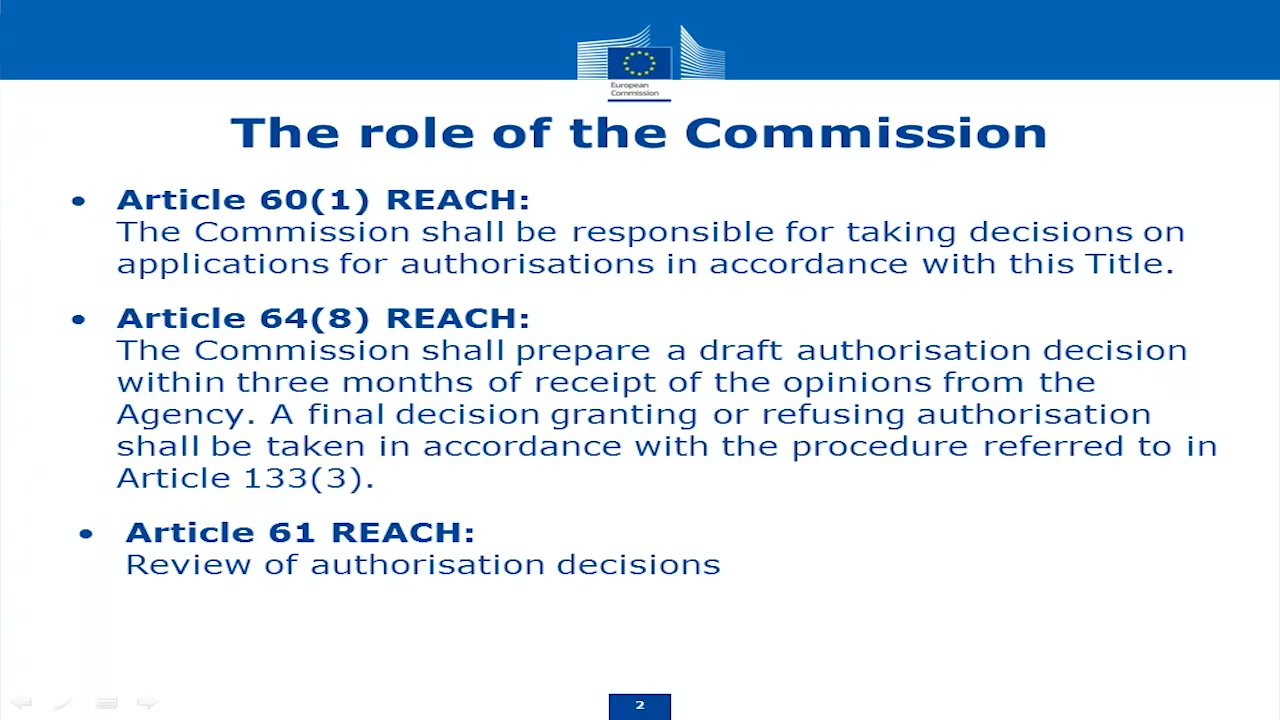 European
Commission
The role of the Commission
• Article 60(1) REACH:
The Commission shall be responsible for taking decisions on
applications for authorisations in accordance with this Title.
• Article 64(8) REACH:
The Commission shall prepare a draft authorisation decision
within three months of receipt of the opinions from the
Agency. A final decision granting or refusing authorisation
shall be taken in accordance with the procedure referred to in
Article 133(3).
• Article 61 REACH:
Review of authorisation decisions
2